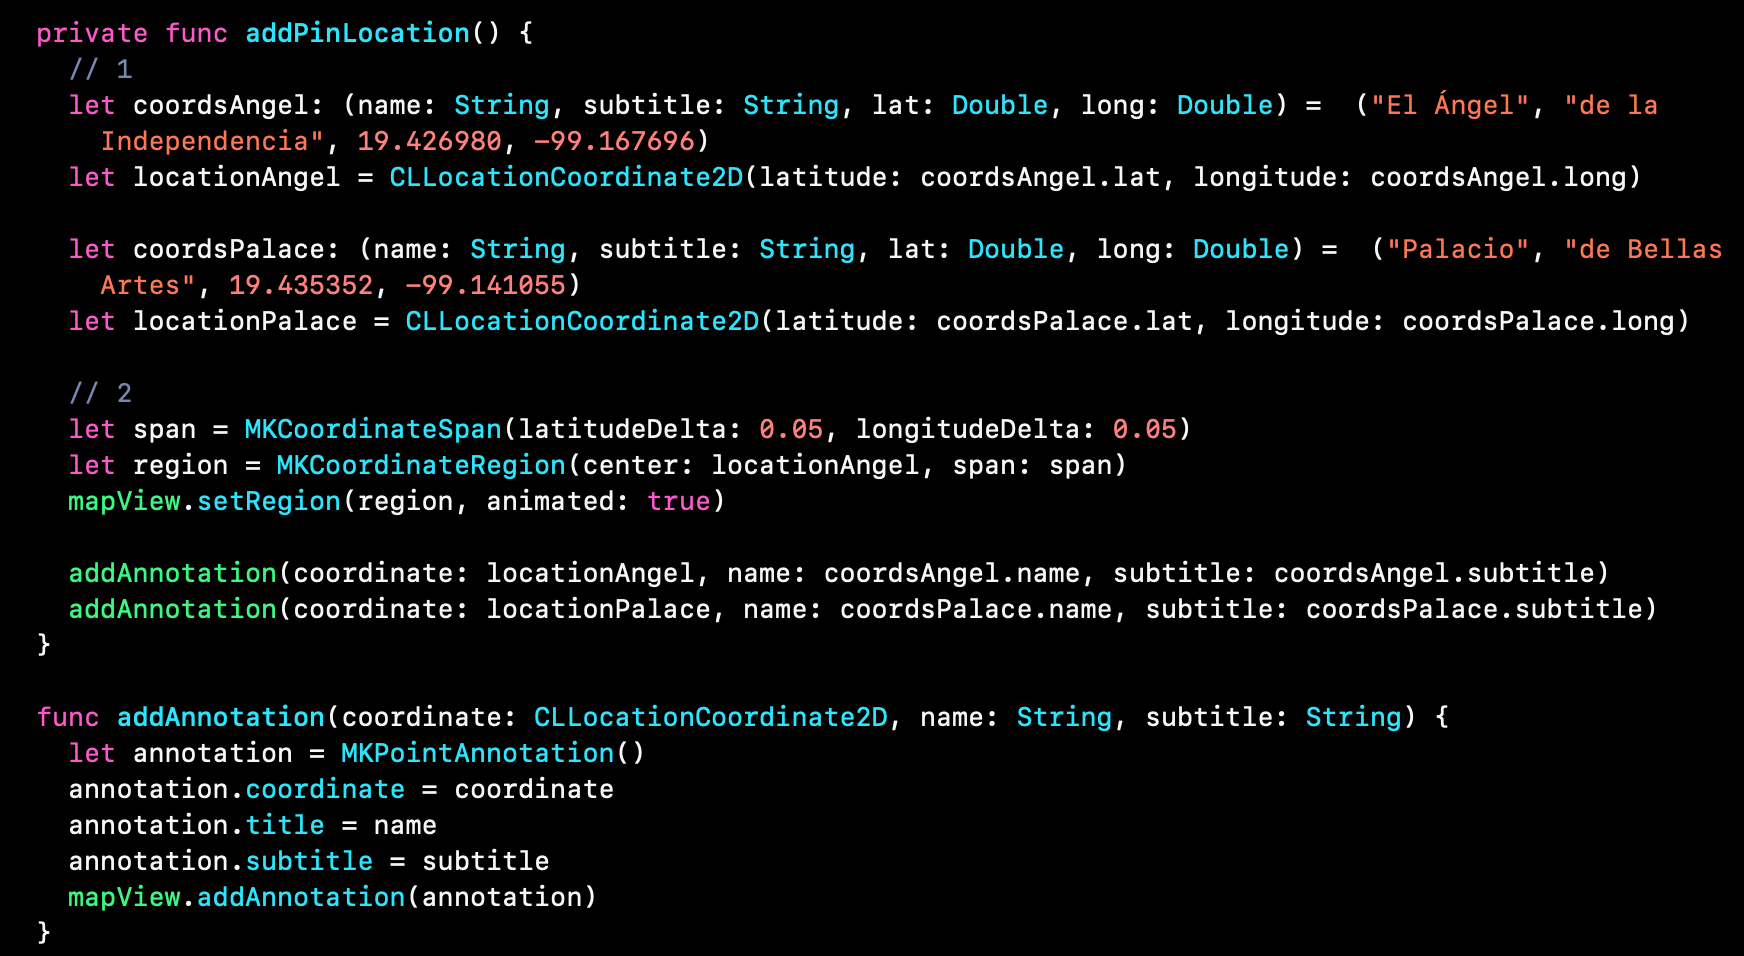 private func addPinLocation() {
// 1
let coordsAngel: (name: String, subtitle: String, lat: Double, long: Double) =  ("El Ángel", "de la
Independencia", 19.426980, -99.167696)
let locationAngel = CLLocationCoordinate2D(latitude: coordsAngel.lat, longitude: coordsAngel.long)
let coordsPalace: (name: String, subtitle: String, lat: Double, long: Double) =  ("Palacio", "de Bellas
Artes", 19.435352, -99.141055)
let locationPalace = CLLocationCoordinate2D(latitude: coordsPalace.lat, longitude: coordsPalace.long)
// 2
let span = MKCoordinateSpan(latitudeDelta: 0.05, longitudeDelta: 0.05)
let region = MKCoordinateRegion(center: locationAngel, span: span)
mapView.setRegion(region, animated: true)
addAnnotation(coordinate: locationAngel, name: coordsAngel.name, subtitle: coordsAngel.subtitle)
addAnnotation(coordinate: locationPalace, name: coordsPalace.name, subtitle: coordsPalace.subtitle)
}
func addAnnotation(coordinate: CLLocationCoordinate2D, name: String, subtitle: String) {
let annotation = MKPointAnnotation()
annotation.coordinate = coordinate
annotation.title = name
annotation.subtitle = subtitle
mapView.addAnnotation(annotation)
}